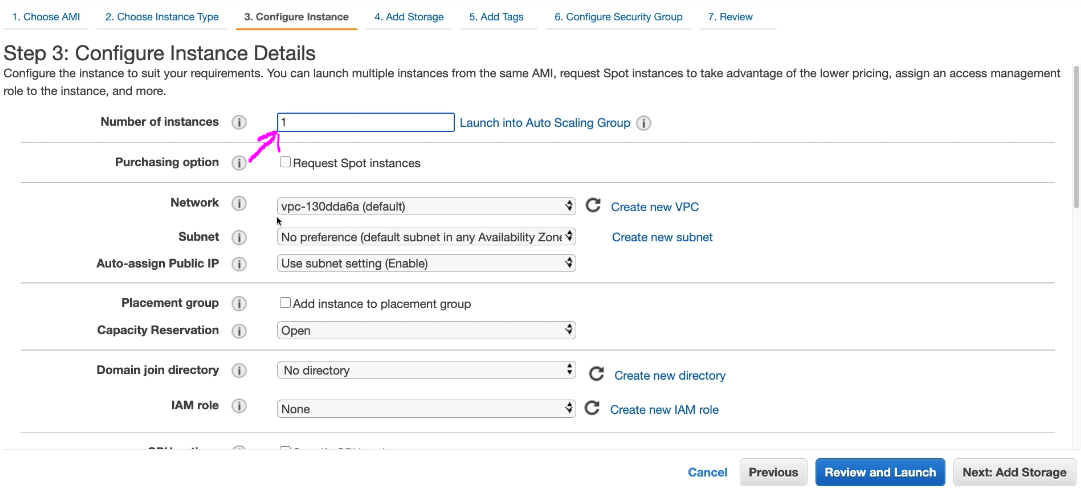 1. Choose AMI 2. Choose Instance Type 3. Configure Instance 4. Add Storage 5. Add Tags 6. Configure Security Group 7. Review
Step 3: Configure Instance Details
Configure the instance to suit your requirements. You can launch multiple instances from the same AMI, request Spot instances to take advantage of the lower pricing, assign an access management
role to the instance, and more.
Number of instances i 1 Launch into Auto Scaling Group i
Purchasing option i Request Spot instances
Network i vpc-130dda6a (default) Create new VPC
Subnet i No preference (default subnet in any Availability Zone Create new subnet
Auto-assign Public IP i Use subnet setting (Enable)
Placement group i Add instance to placement group
Capacity Reservation i Open
Domain join directory i No directory Create new directory
IAM role i None Create new IAM role
Cancel Previous Review and Launch Next: Add Storage